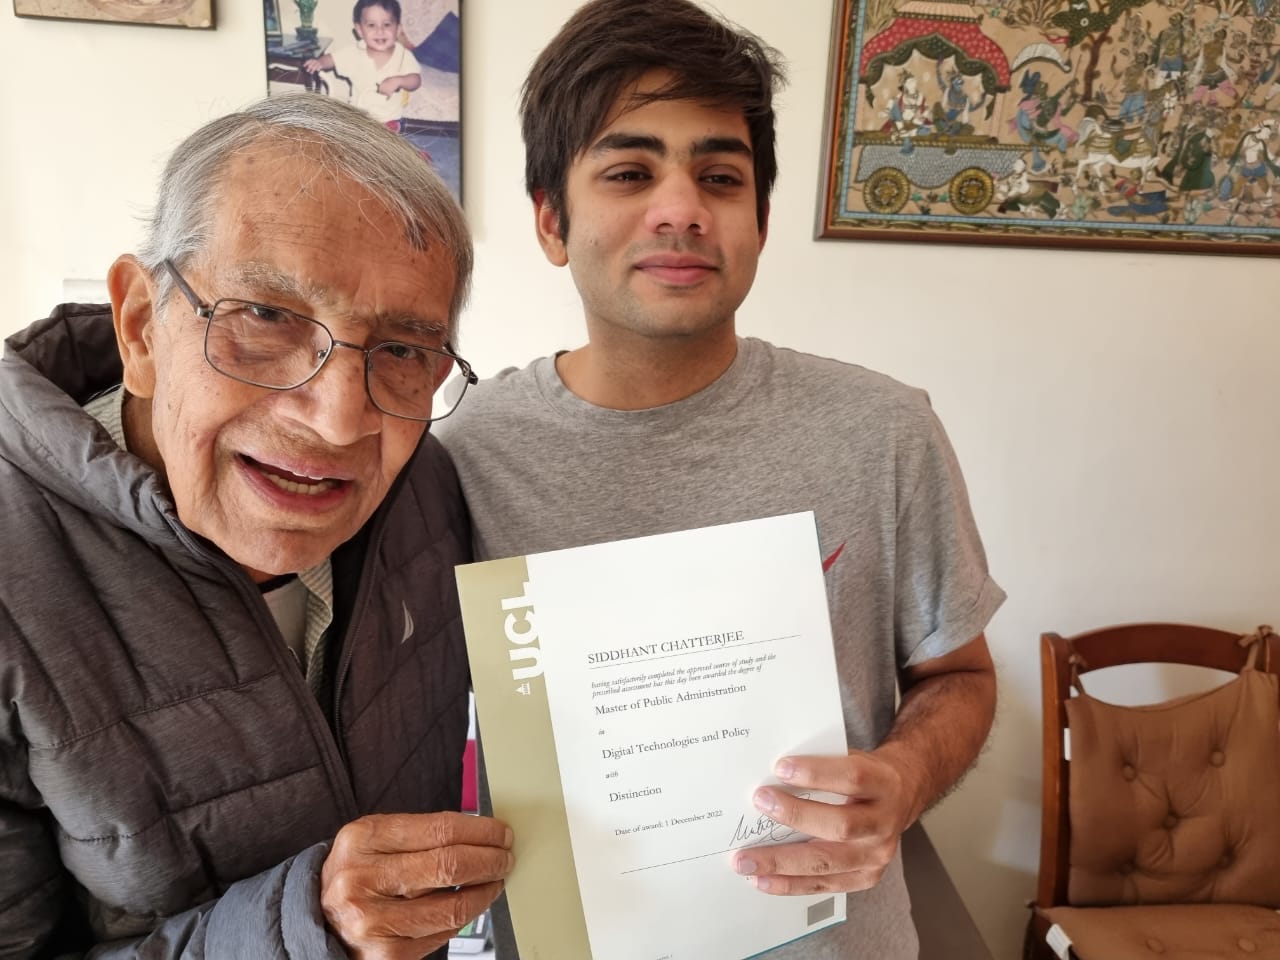 UCL
SIDDHANT CHATTERJEE
having satisfactorily completed the approved course of study and the
prescribed assessment has this day been awarded the degree of
Master of Public Administration
in
Digital Technologies and Policy
with
Distinction
Date of award: 1 December 2022